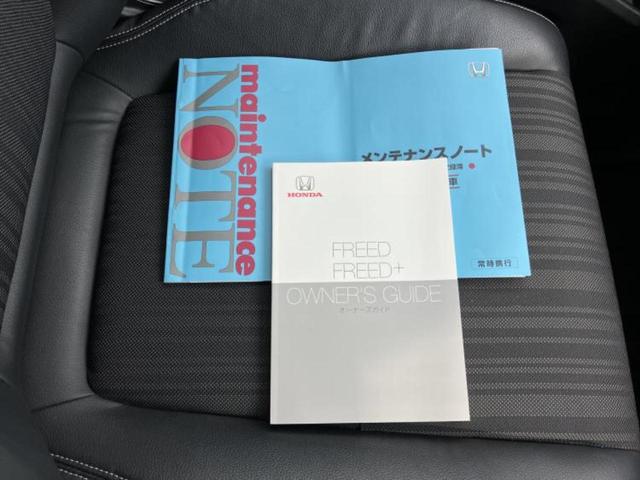 maintenance
NOTE
メンテナンスノート
車
常時携行
HONDA
FREED
FREED+
OWNER'S GUIDE
オーナーズガイド